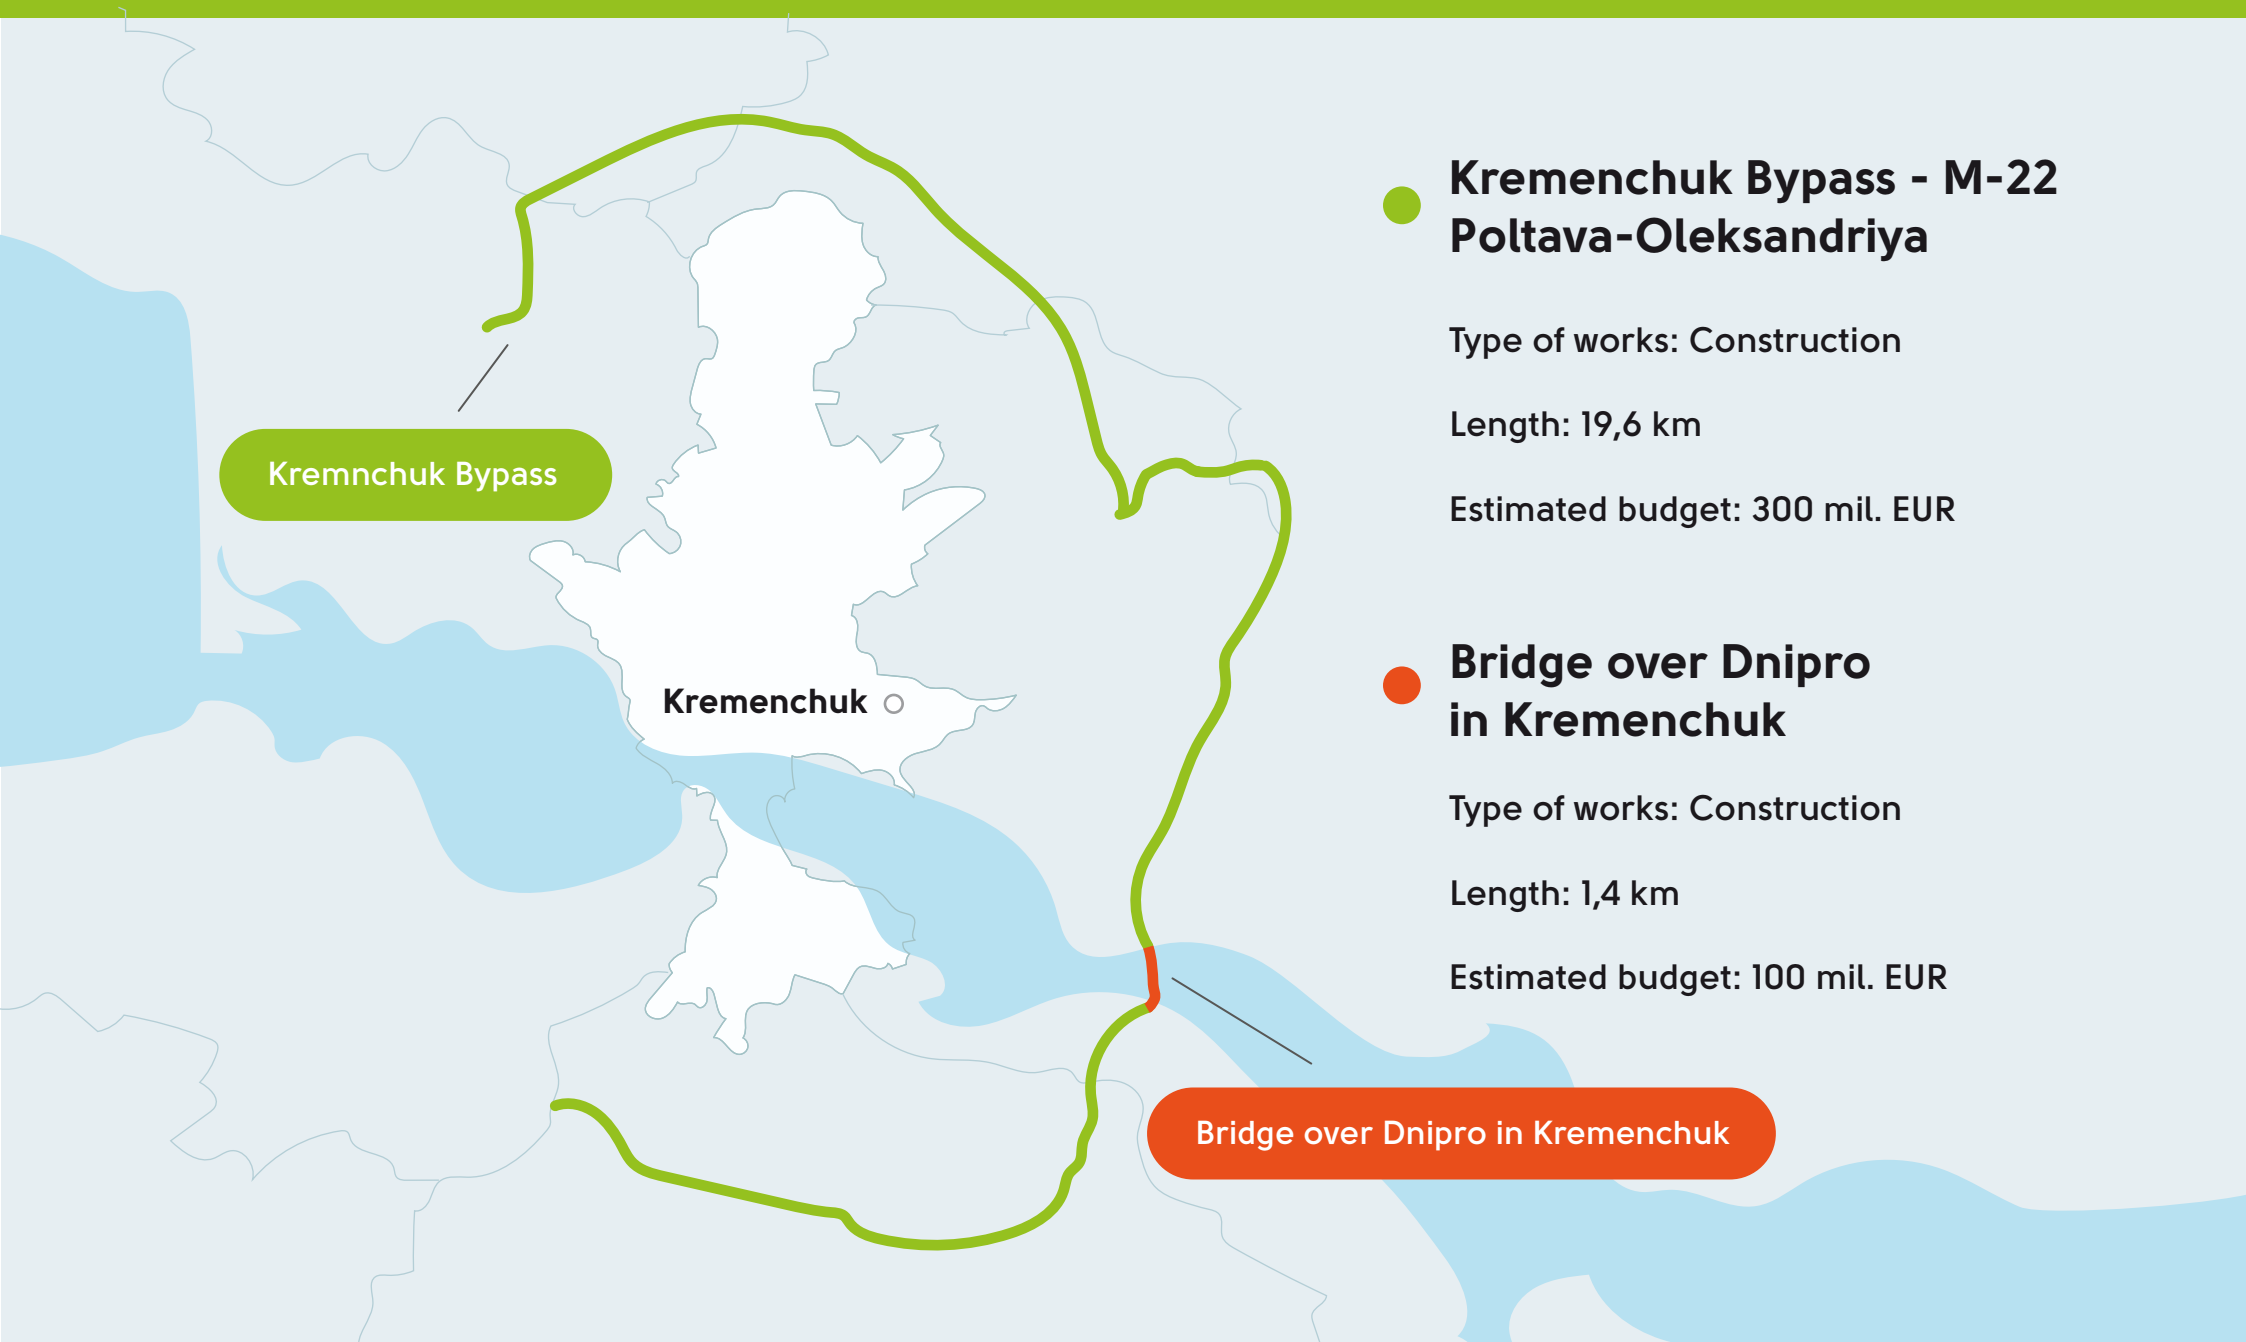 Kremenchuk Bypass - M-22
Poltava-Oleksandriya
Type of works: Construction
Length: 19,6 km
Estimated budget: 300 mil. EUR
Kremnchuk Bypass
Kremenchuk
Bridge over Dnipro
in Kremenchuk
Type of works: Construction
Length: 1,4 km
Estimated budget: 100 mil. EUR
Bridge over Dnipro in Kremenchuk